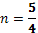 n = 5/4